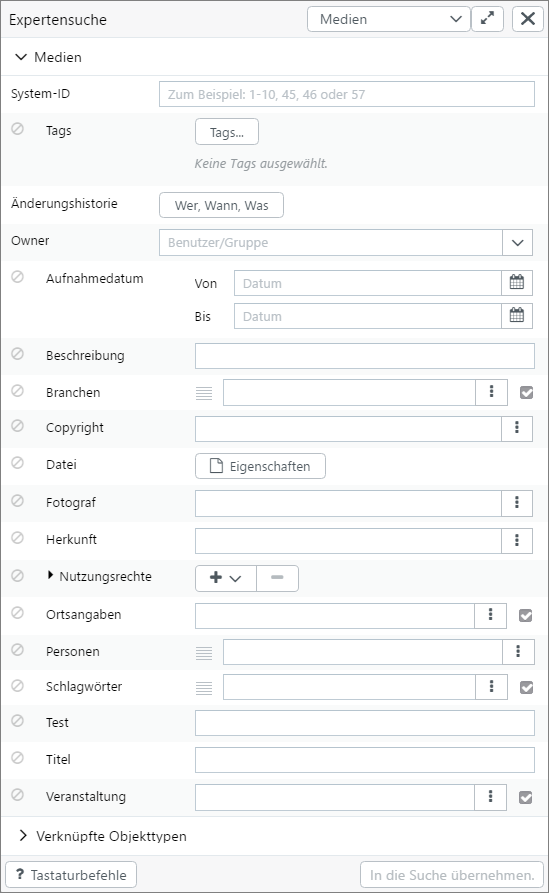 Expertensuche
Medien
Medien
System-ID
Zum Beispiel: 1-10, 45, 46 oder 57
Tags
Tags...
Keine Tags ausgewählt.
Änderungshistorie
Wer, Wann, Was
Owner
Benutzer/Gruppe
Aufnahmedatum
Von
Datum
Bis
Datum
Beschreibung
Branchen
Copyright
Datei
Eigenschaften
Fotograf
Herkunft
Nutzungsrechte
Ortsangaben
Personen
Schlagwörter
Test
Titel
Veranstaltung
Verknüpfte Objekttypen
? Tastaturbefehle
In die Suche übernehmen.